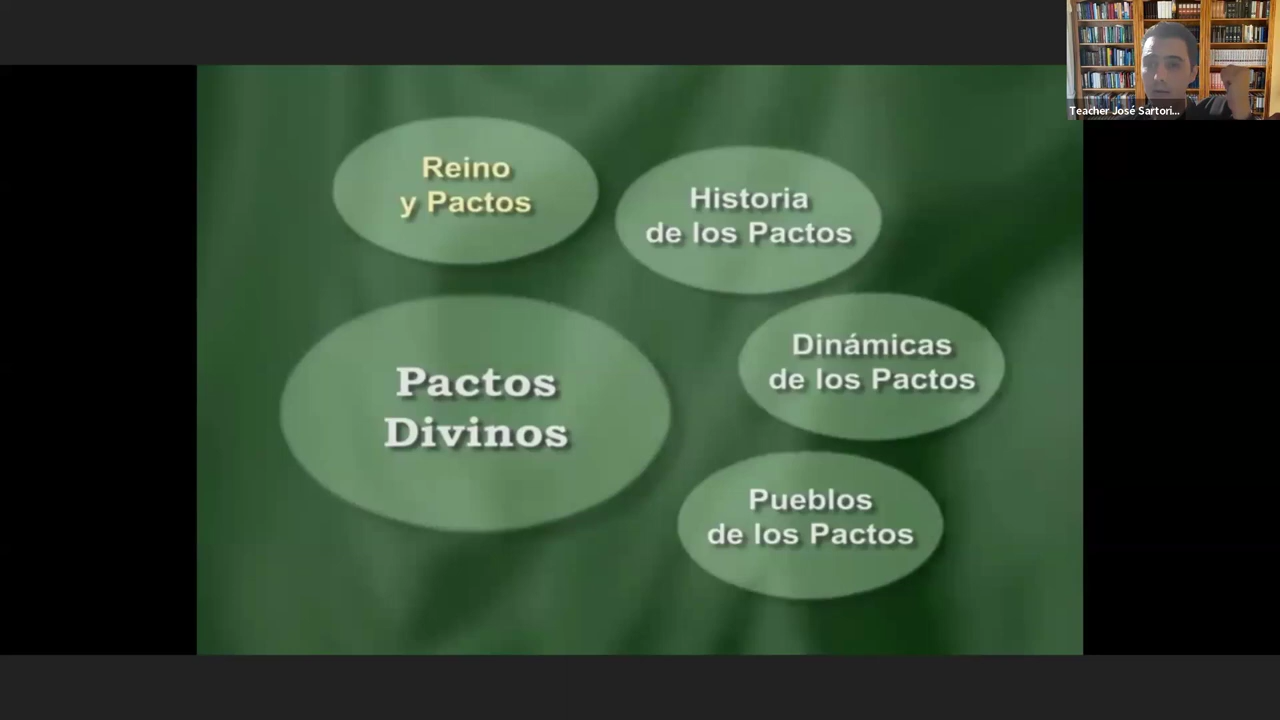 Teacher José Sartori...
Reino
y Pactos
Historia
de los Pactos
Dinámicas
de los Pactos
Pactos
Divinos
Pueblos
de los Pactos